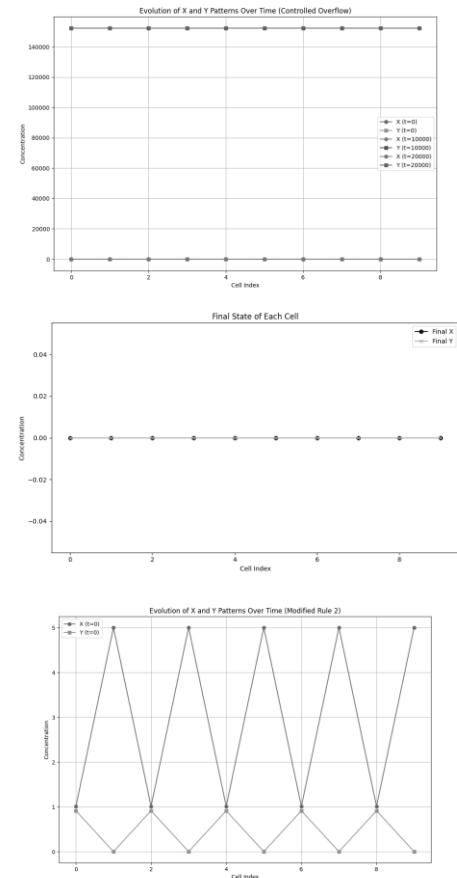 Evolution of X and Y Patterns Over Time (Controlled Overflow)
140000
120000
100000
80000
60000
40000
20000
0
Concentration
X (t=0)
Y (t=0)
X (t=10000)
Y (t=10000)
X (t=20000)
Y (t=20000)
0 2 4 6 8
Cell Index
Final State of Each Cell
Final X
Final Y
0.04
0.02
0.00
−0.02
−0.04
Concentration
0 2 4 6 8
Cell Index
Evolution of X and Y Patterns Over Time (Modified Rule 2)
X (t=0)
Y (t=0)
5
4
3
2
1
0
Concentration
0 2 4 6 8
Cell Index